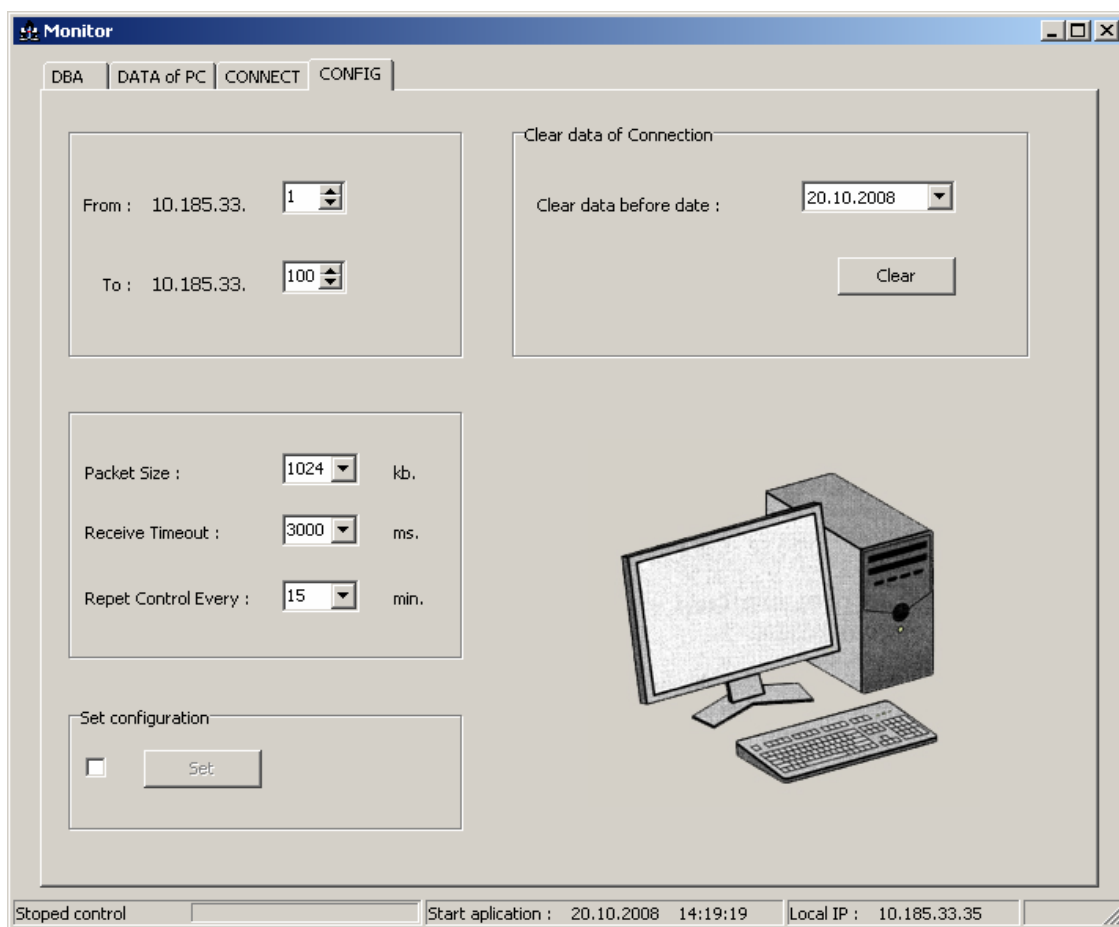 Monitor
DBA DATA of PC CONNECT CONFIG
From : 10.185.33. 1
To : 10.185.33. 100
Clear data of Connection
Clear data before date : 20.10.2008
Clear
Packet Size : 1024 kb.
Receive Timeout : 3000 ms.
Repet Control Every : 15 min.
Set configuration
Set
Stoped control Start aplication : 20.10.2008 14:19:19 Local IP : 10.185.33.35